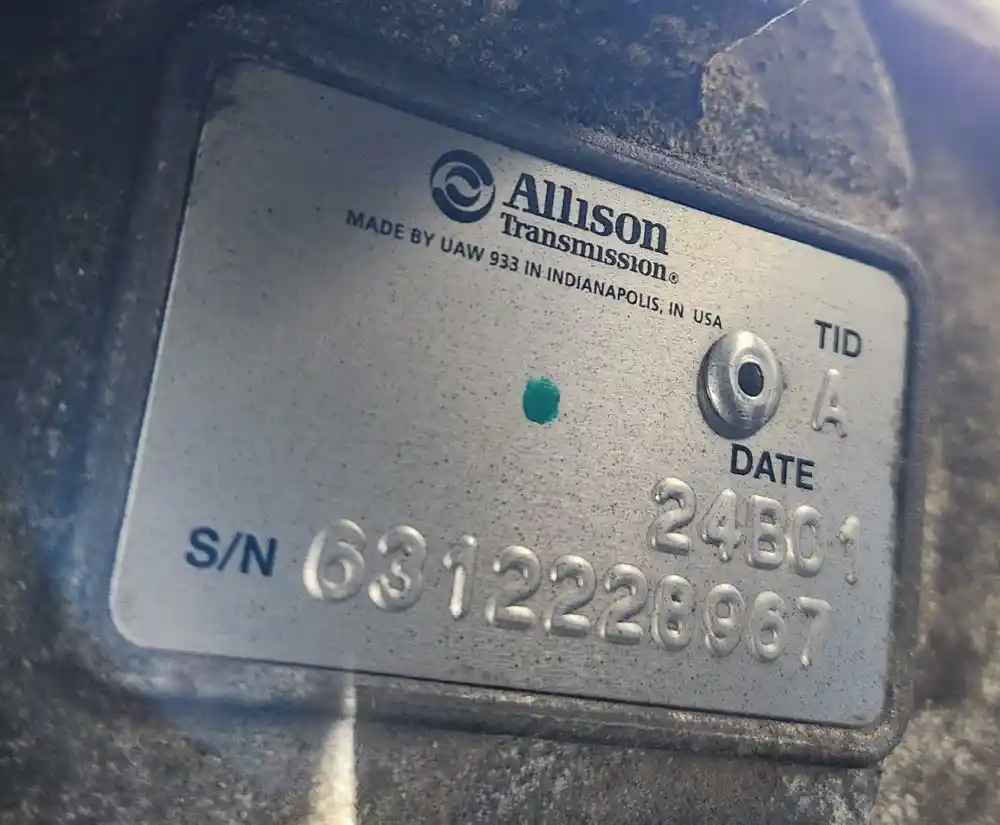 Allison
Transmission®
MADE BY UAW 933 IN INDIANAPOLIS, IN USA
TID
A
DATE
24B01
S/N 6312228967